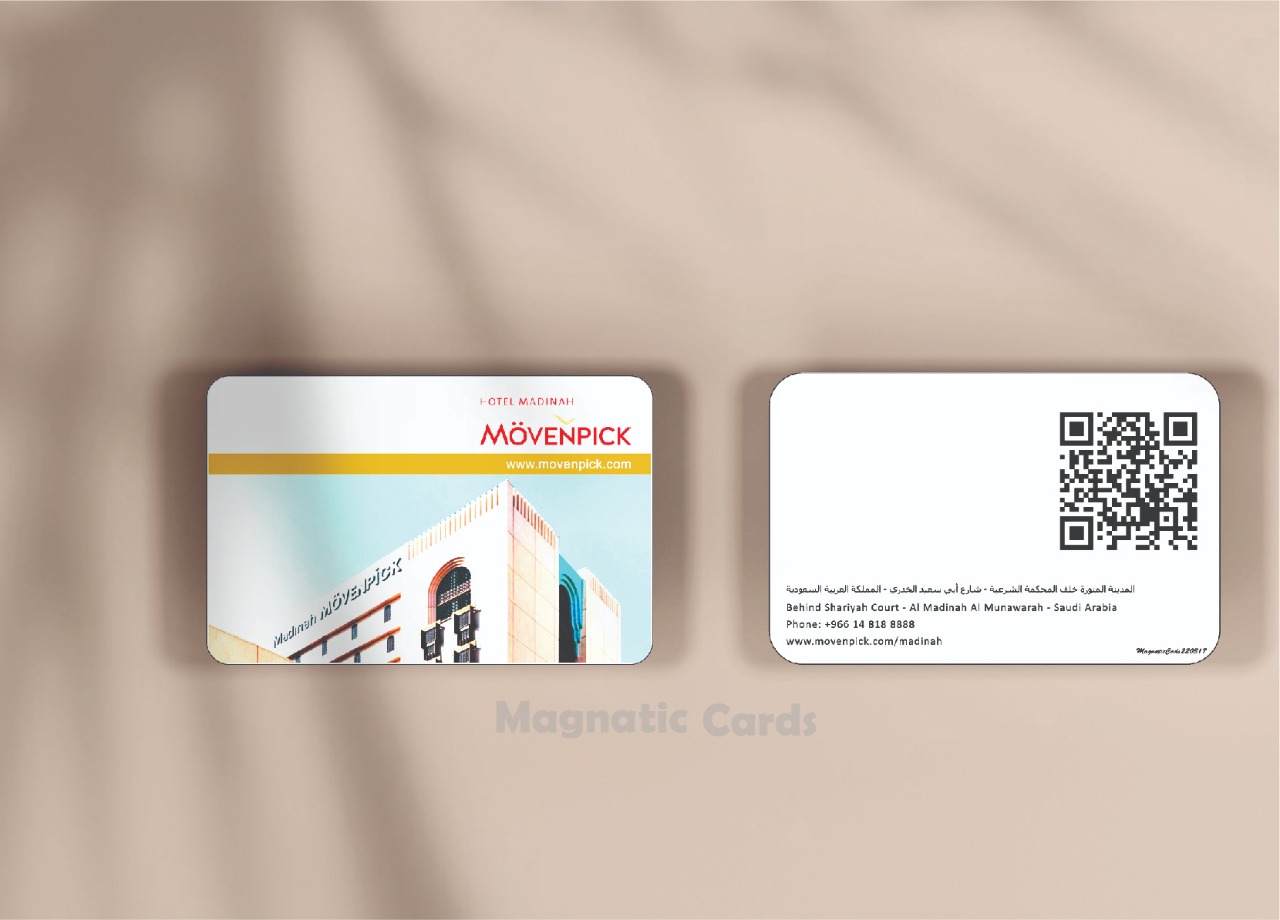 HOTEL MADINAH
MÖVENPICK
www.movenpick.com
Madinah MÖVENPICK
المدينة المنورة خلف المحكمة الشرعية - شارع أبي سعيد الخدري - المملكة العربية السعودية
Behind Shariyah Court - Al Madinah Al Munawarah - Saudi Arabia
Phone: +966 14 818 8888
www.movenpick.com/madinah
MagnaticCards220817
Magnatic Cards